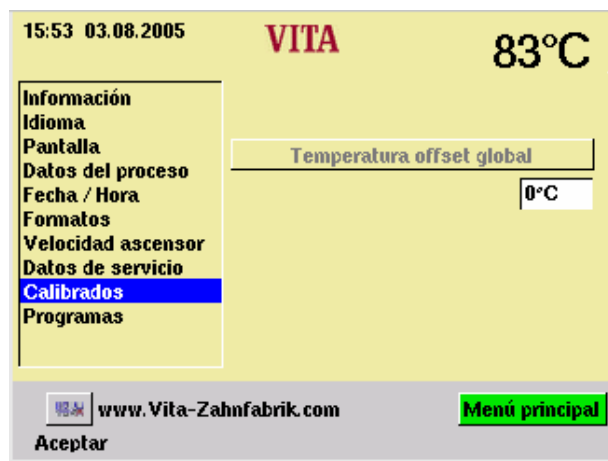 15:53 03.08.2005
VITA
83°C
Información
Idioma
Pantalla
Datos del proceso
Fecha / Hora
Formatos
Velocidad ascensor
Datos de servicio
Calibrados
Programas
Temperatura offset global
0°C
www.Vita-Zahnfabrik.com
Menú principal
Aceptar